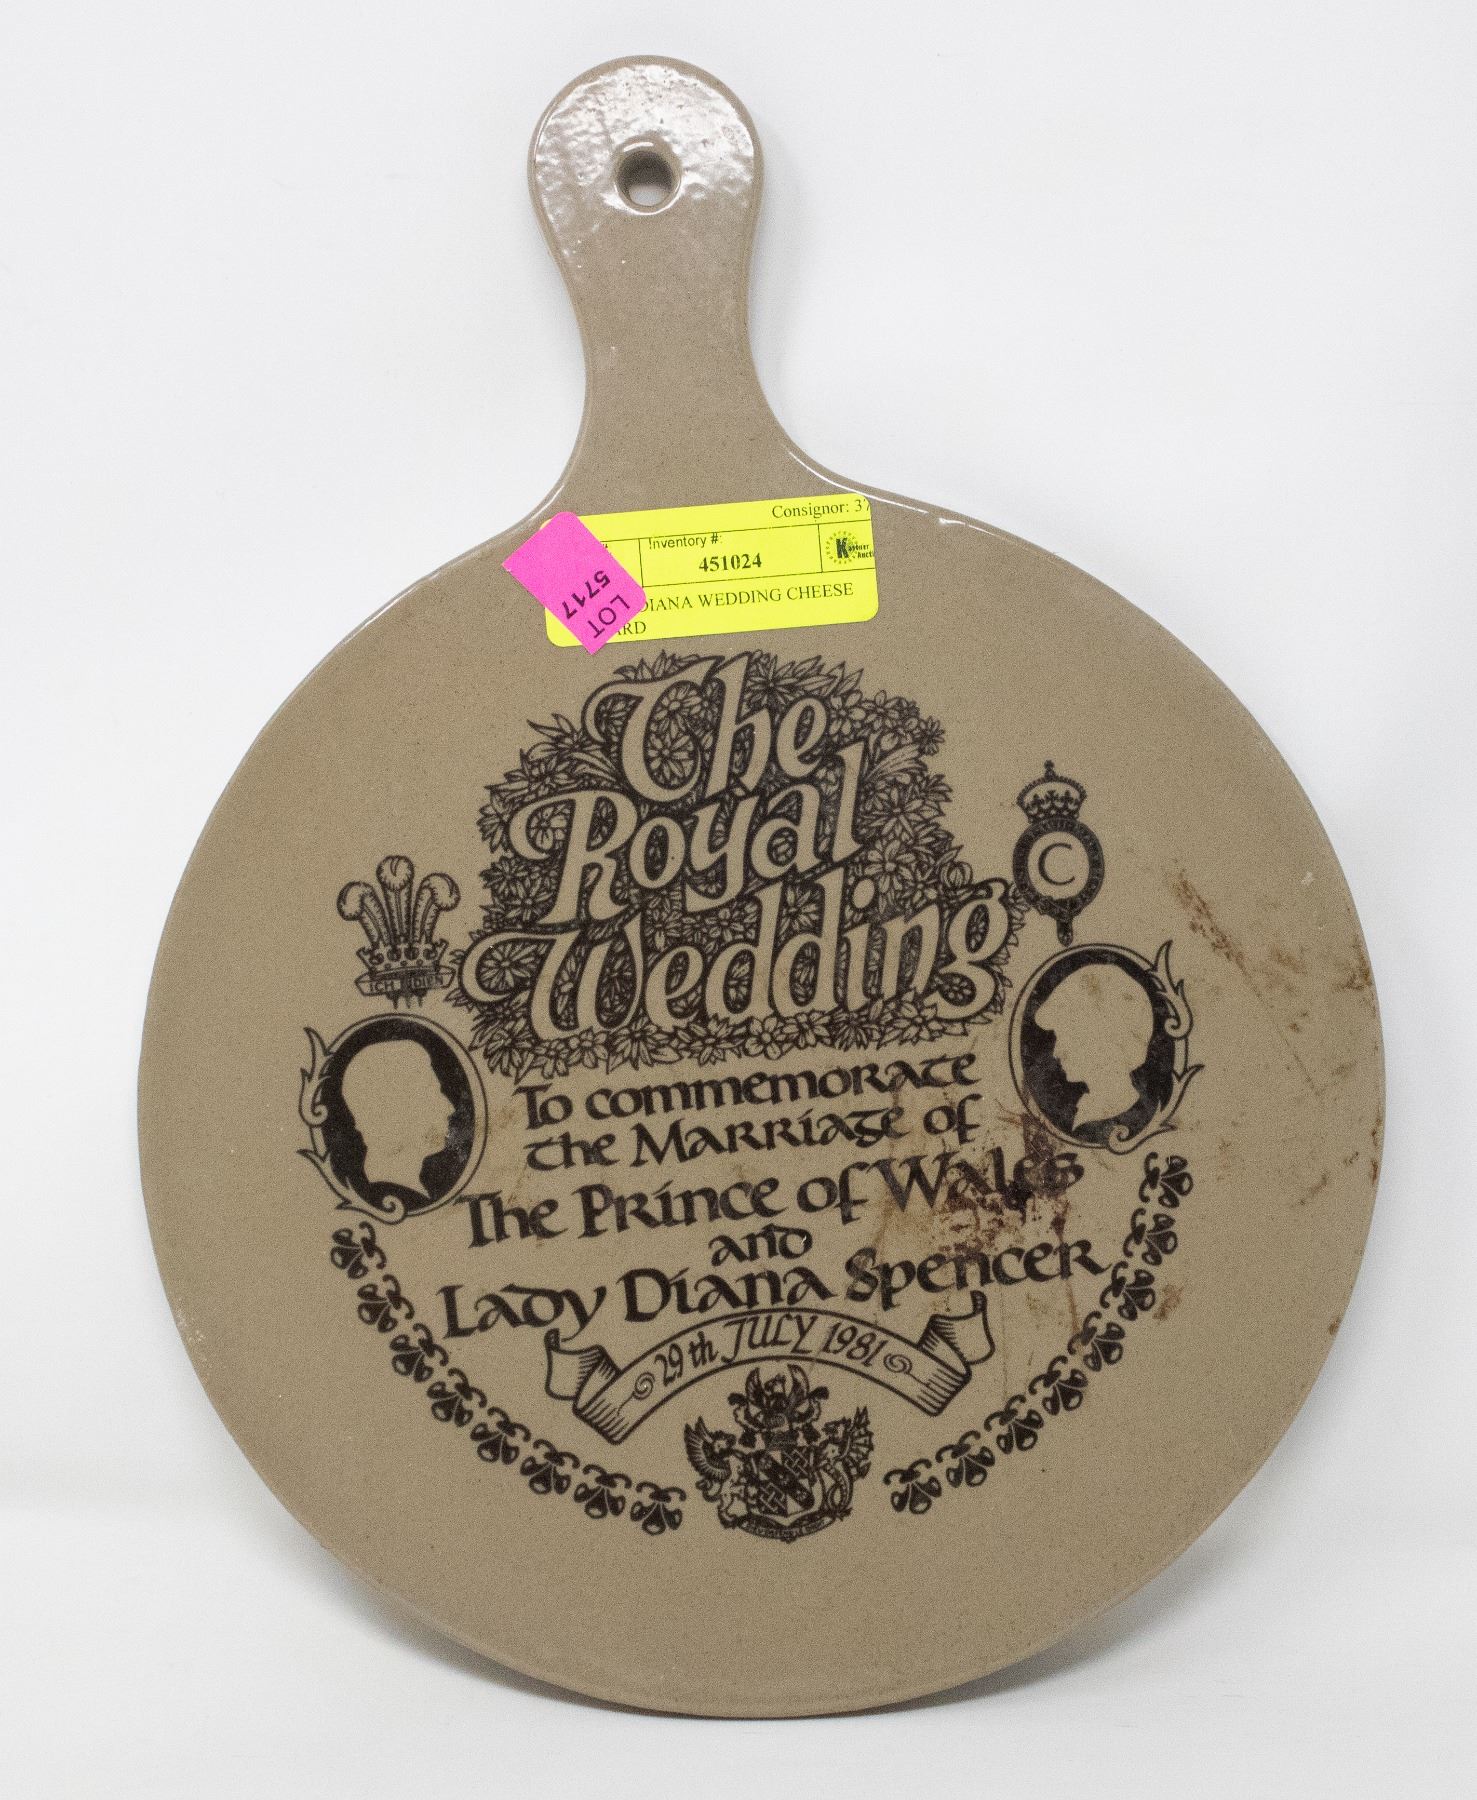 Consignor: 37
Inventory #:
451024
DIANA WEDDING CHEESE
LOT
5717
The
Royal
Wedding
C
ICH DIEN
To commemorate
the Marriage of
The Prince of Wales
and
Lady Diana Spencer
29th JULY 1981